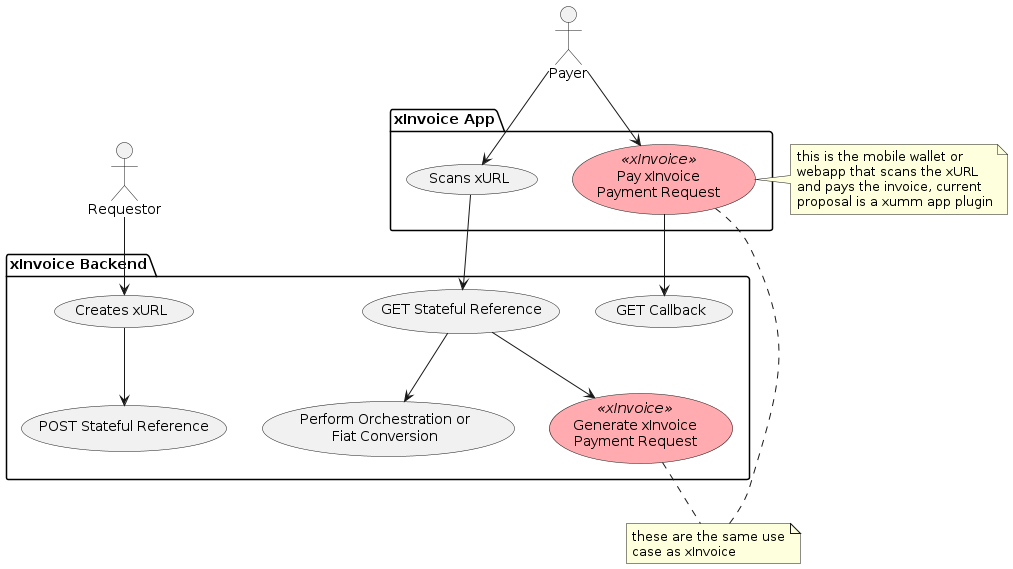 Payer
xInvoice App
Scans xURL
«xInvoice»
Pay xInvoice
Payment Request
this is the mobile wallet or
webapp that scans the xURL
and pays the invoice, current
proposal is a xumm app plugin
Requestor
xInvoice Backend
Creates xURL
GET Stateful Reference
GET Callback
POST Stateful Reference
Perform Orchestration or
Fiat Conversion
«xInvoice»
Generate xInvoice
Payment Request
these are the same use
case as xInvoice